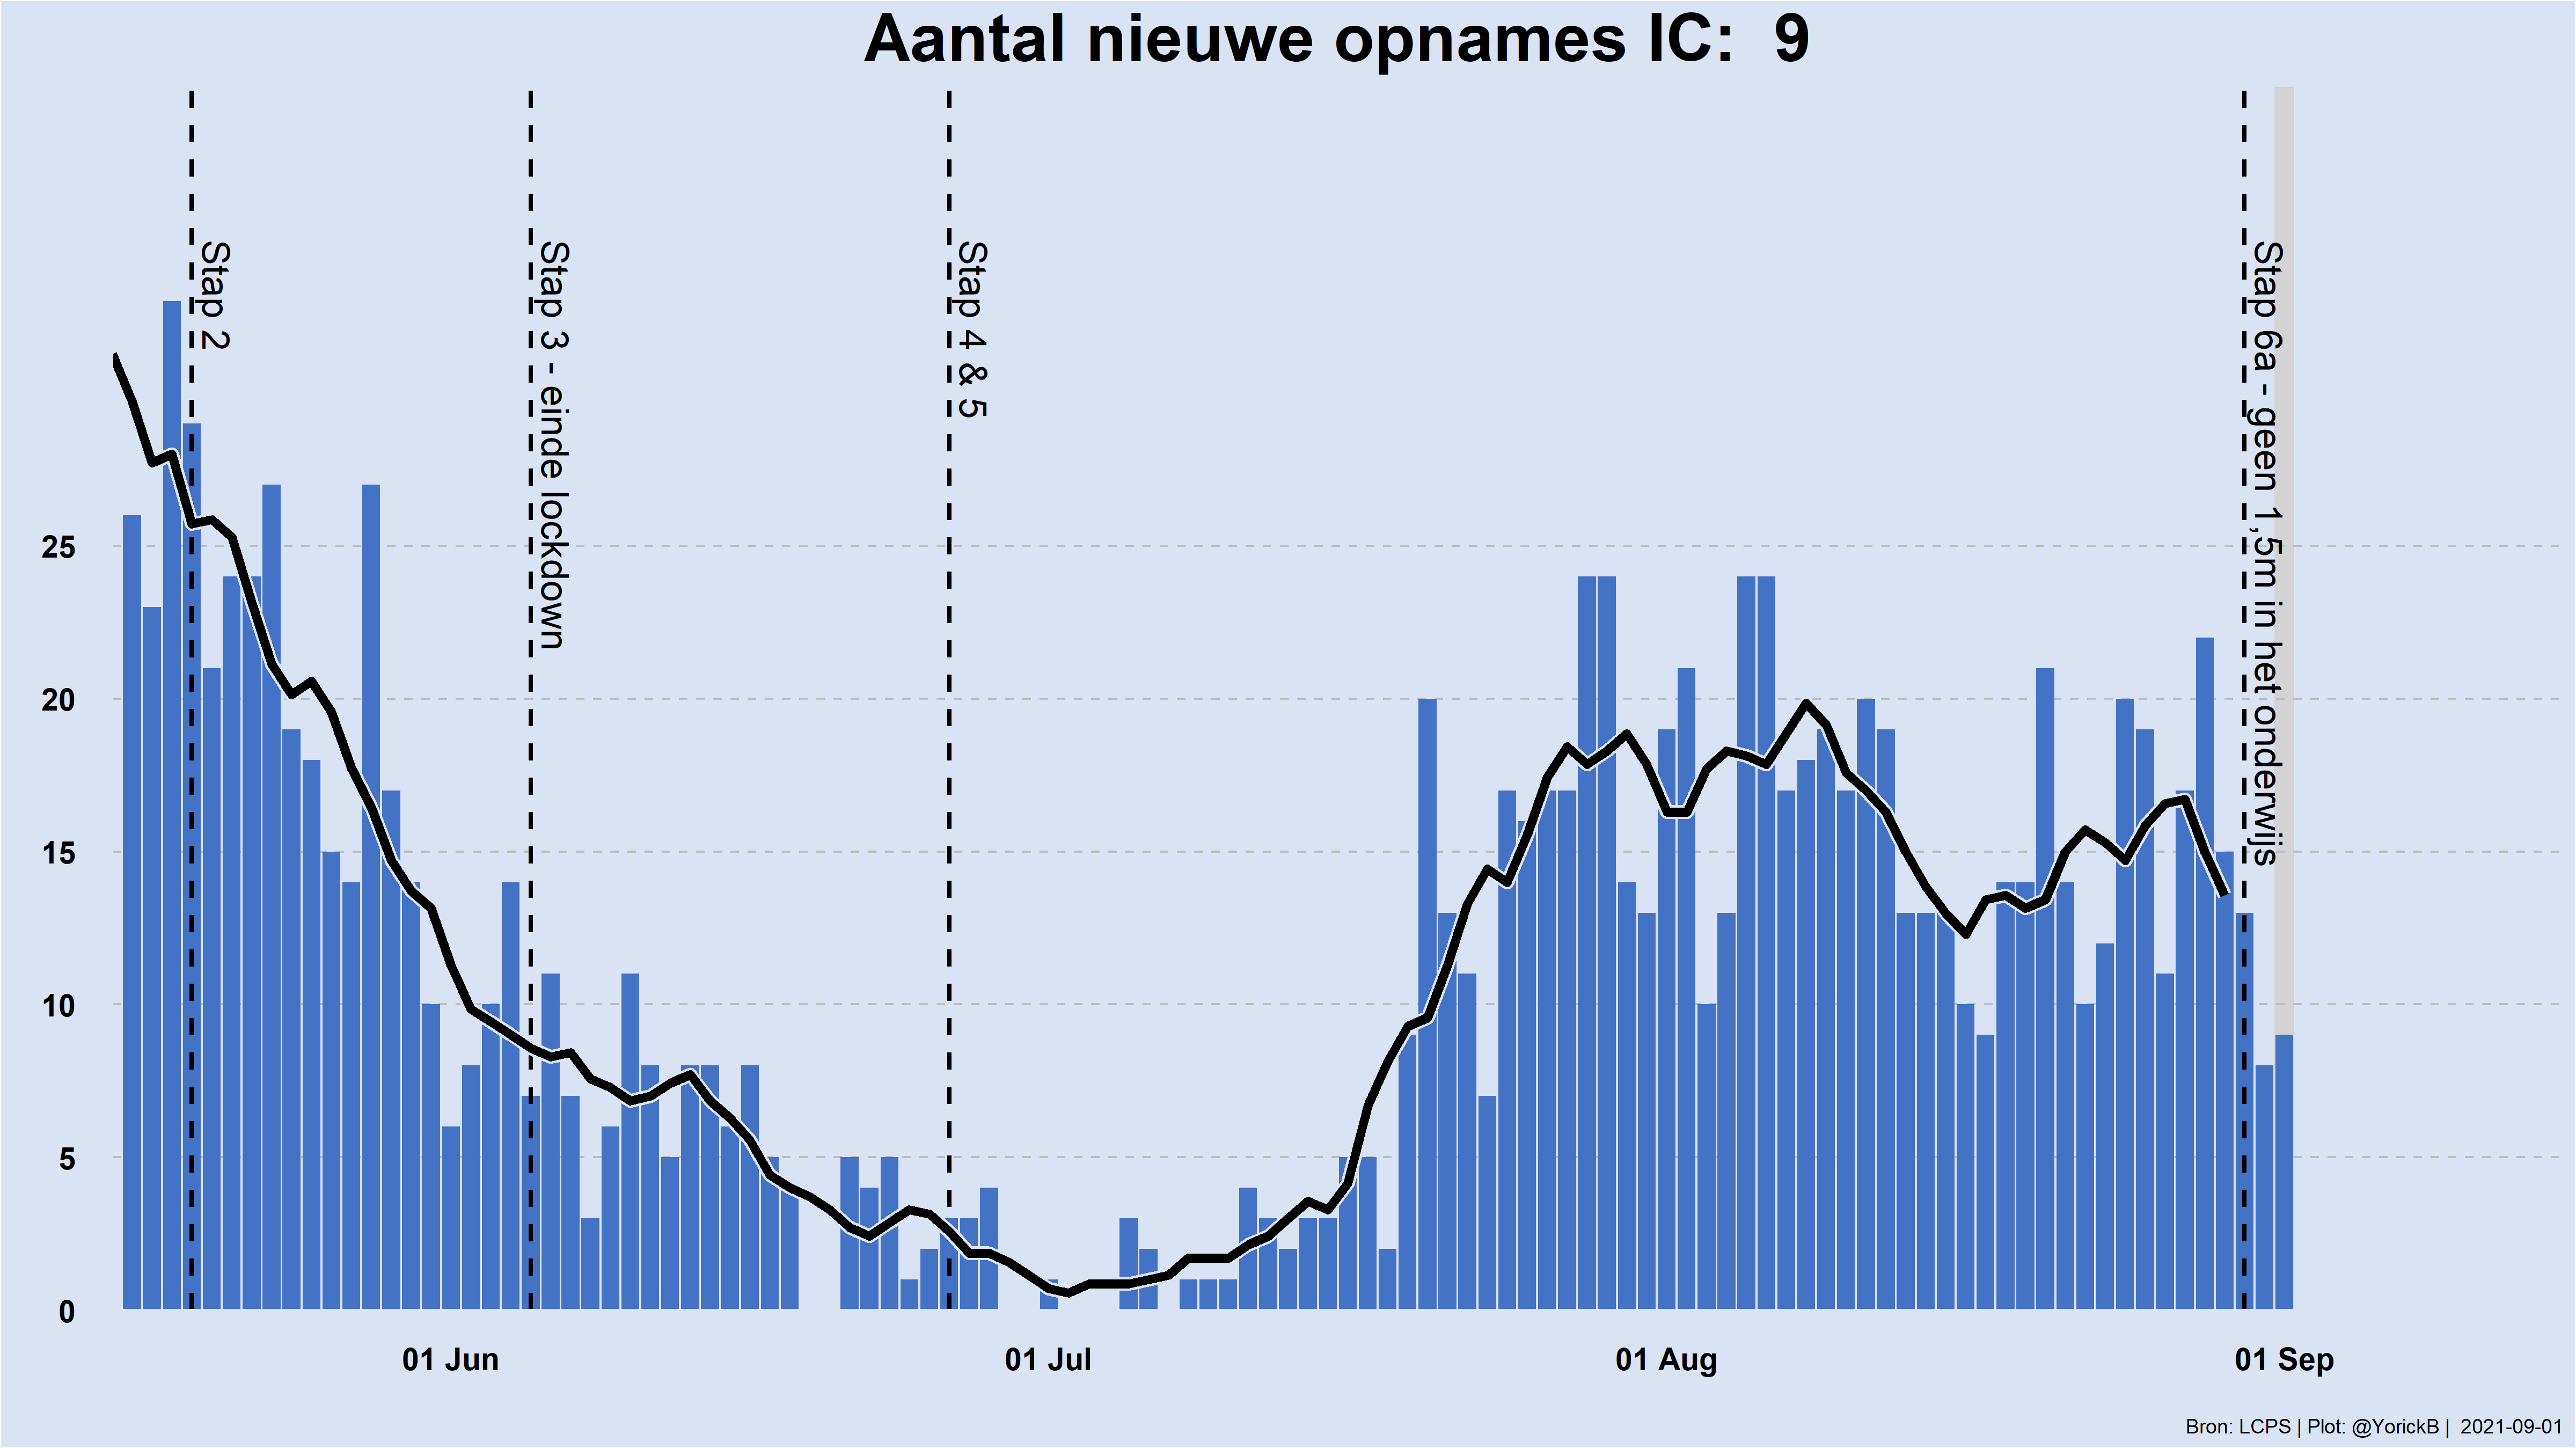 Aantal nieuwe opnames IC:  9
Stap 2
Stap 3 - einde lockdown
Stap 4 & 5
Stap 6a - geen 1,5m in het onderwijs
25
20
15
10
5
0
01 Jun
01 Jul
01 Aug
01 Sep
Bron: LCPS | Plot: @YorickB |  2021-09-01